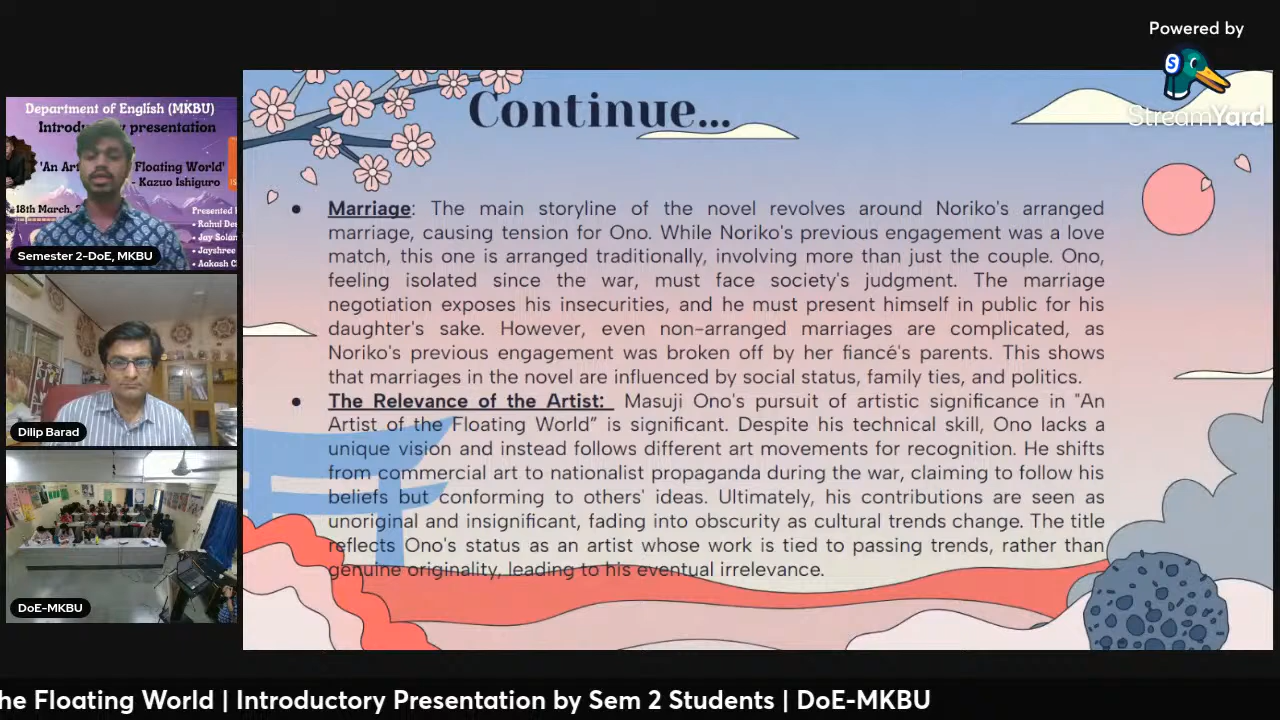 Powered by
S
StreamYard
Department of English (MKBU)
Introductory presentation
'An Art Floating World'
- Kazuo Ishiguro
18th March, 2
Presented
• Rahul De
• Jay Solan
• Jayshree
• Aakash C
Semester 2-DoE, MKBU
Dilip Barad
DoE-MKBU
Continue...
● Marriage: The main storyline of the novel revolves around Noriko's arranged
marriage, causing tension for Ono. While Noriko's previous engagement was a love
match, this one is arranged traditionally, involving more than just the couple. Ono,
feeling isolated since the war, must face society's judgment. The marriage
negotiation exposes his insecurities, and he must present himself in public for his
daughter's sake. However, even non-arranged marriages are complicated, as
Noriko's previous engagement was broken off by her fiancé's parents. This shows
that marriages in the novel are influenced by social status, family ties, and politics.
● The Relevance of the Artist: Masuji Ono's pursuit of artistic significance in "An
Artist of the Floating World” is significant. Despite his technical skill, Ono lacks a
unique vision and instead follows different art movements for recognition. He shifts
from commercial art to nationalist propaganda during the war, claiming to follow his
beliefs but conforming to others' ideas. Ultimately, his contributions are seen as
unoriginal and insignificant, fading into obscurity as cultural trends change. The title
reflects Ono's status as an artist whose work is tied to passing trends, rather than
genuine originality, leading to his eventual irrelevance.
he Floating World | Introductory Presentation by Sem 2 Students | DoE-MKBU